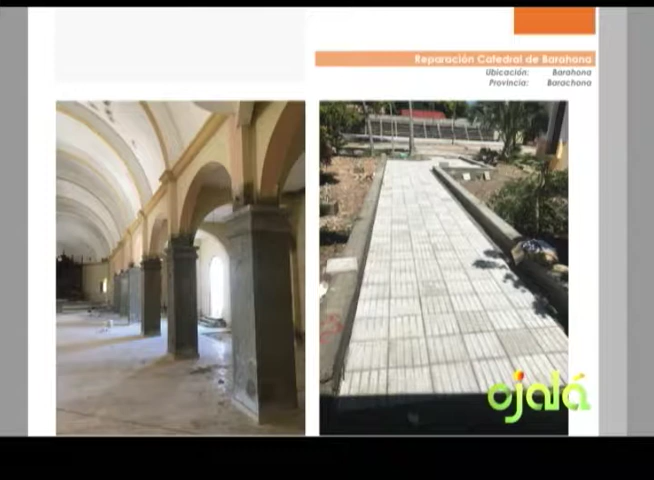 Reparación Catedral de Barahona
Ubicación: Barahona
Provincia: Barachona
ojalá